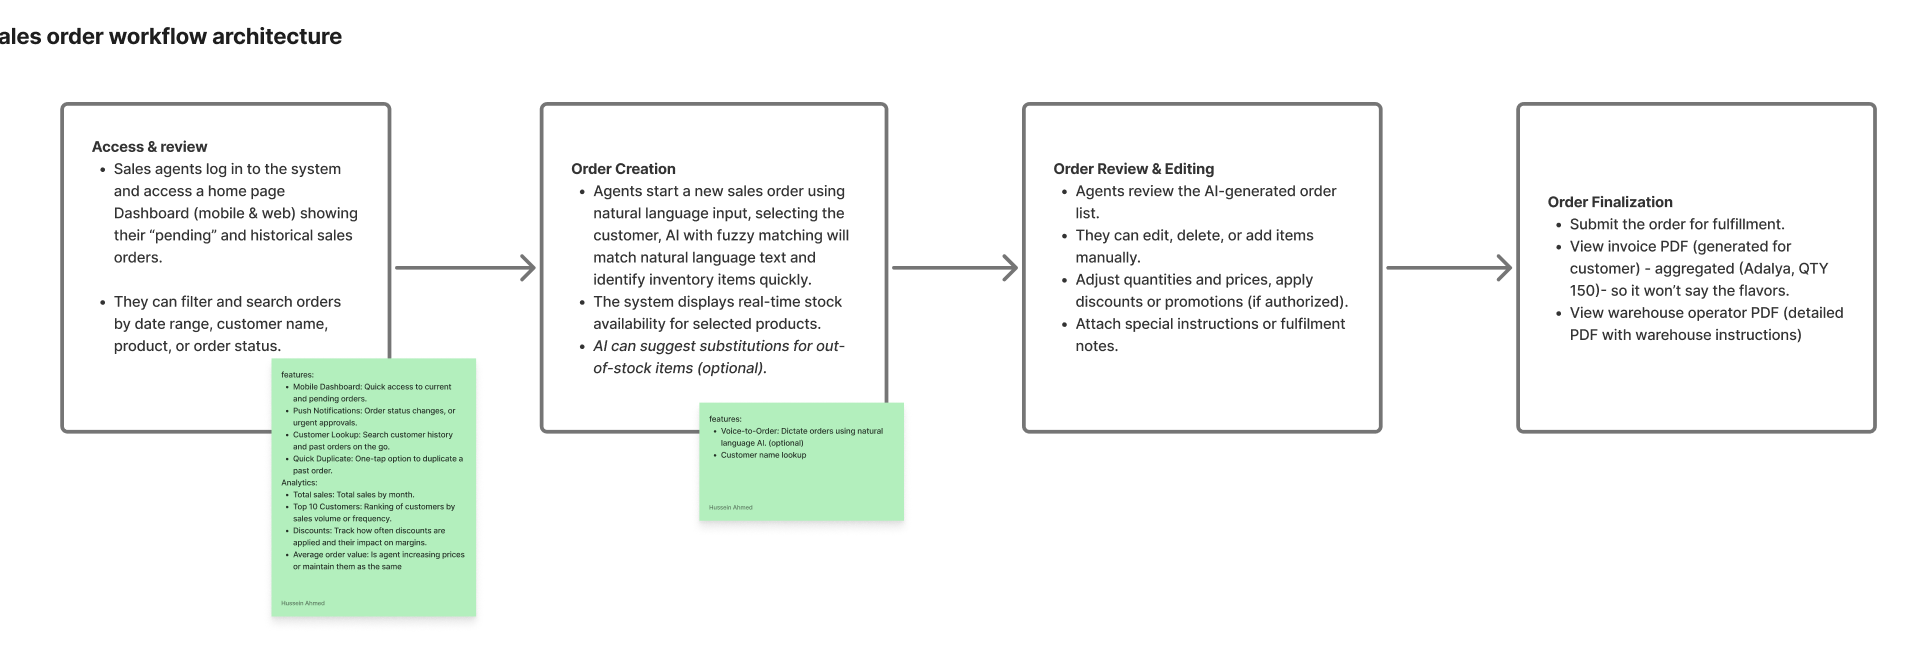 ales order workflow architecture
Access & review
• Sales agents log in to the system
and access a home page
Dashboard (mobile & web) showing
their “pending” and historical sales
orders.
• They can filter and search orders
by date range, customer name,
product, or order status.
features:
• Mobile Dashboard: Quick access to current
and pending orders.
• Push Notifications: Order status changes, or
urgent approvals.
• Customer Lookup: Search customer history
and past orders on the go.
• Quick Duplicate: One-tap option to duplicate a
past order.
Analytics:
• Total sales: Total sales by month.
• Top 10 Customers: Ranking of customers by
sales volume or frequency.
• Discounts: Track how often discounts are
applied and their impact on margins.
• Average order value: Is agent increasing prices
or maintain them as the same
Hussein Ahmed
Order Creation
• Agents start a new sales order using
natural language input, selecting the
customer, AI with fuzzy matching will
match natural language text and
identify inventory items quickly.
• The system displays real-time stock
availability for selected products.
• AI can suggest substitutions for out-
of-stock items (optional).
features:
• Voice-to-Order: Dictate orders using natural
language AI. (optional)
• Customer name lookup
Hussein Ahmed
Order Review & Editing
• Agents review the AI-generated order
list.
• They can edit, delete, or add items
manually.
• Adjust quantities and prices, apply
discounts or promotions (if authorized).
• Attach special instructions or fulfilment
notes.
Order Finalization
• Submit the order for fulfillment.
• View invoice PDF (generated for
customer) - aggregated (Adalya, QTY
150)- so it won’t say the flavors.
• View warehouse operator PDF (detailed
PDF with warehouse instructions)